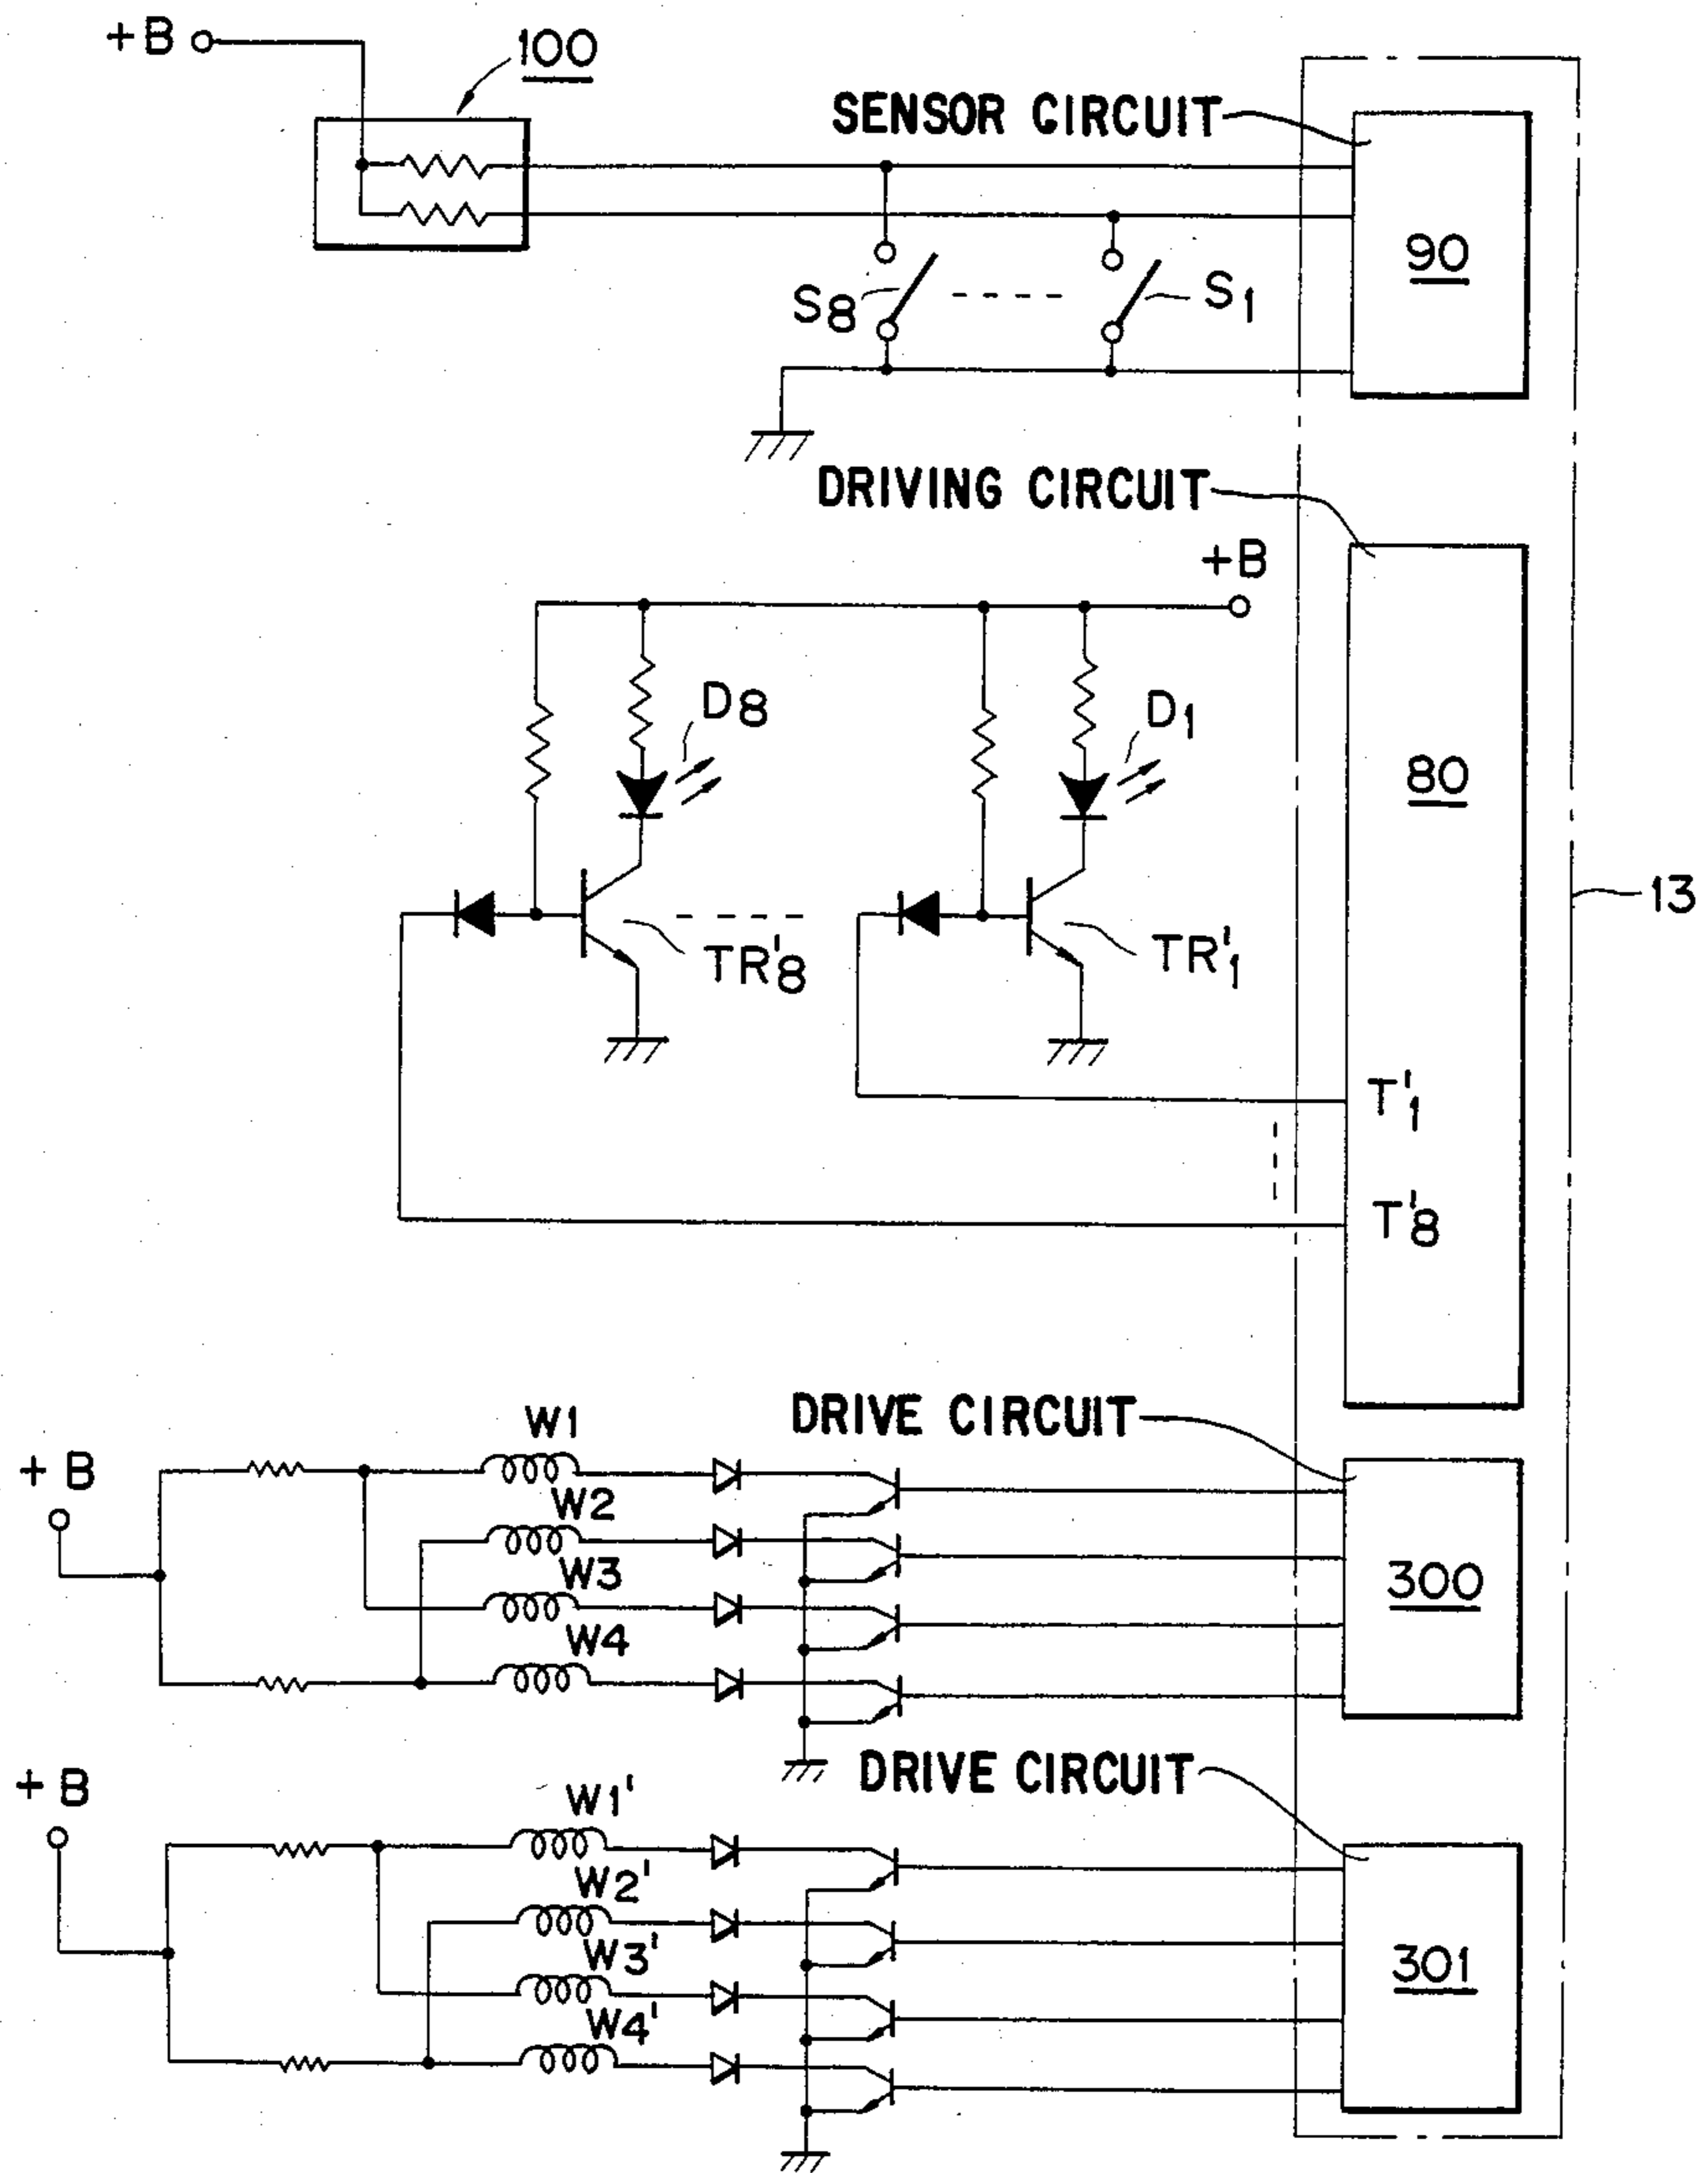 +B
100
SENSOR CIRCUIT
90
S8
S1
DRIVING CIRCUIT
+B
D8
D1
80
13
TR'8
TR'1
T'1
T'8
DRIVE CIRCUIT
W1
+B
W2
W3
300
W4
DRIVE CIRCUIT
+B
W1'
W2'
W3'
301
W4'